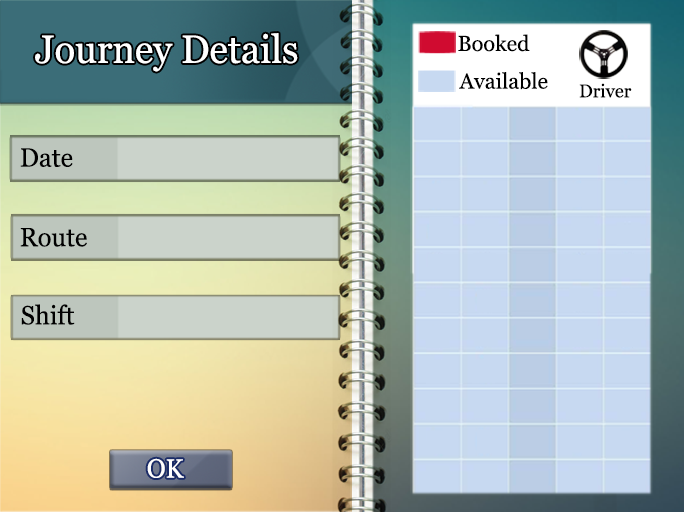 Journey Details
Date
Route
Shift
OK
Booked
Available
Driver